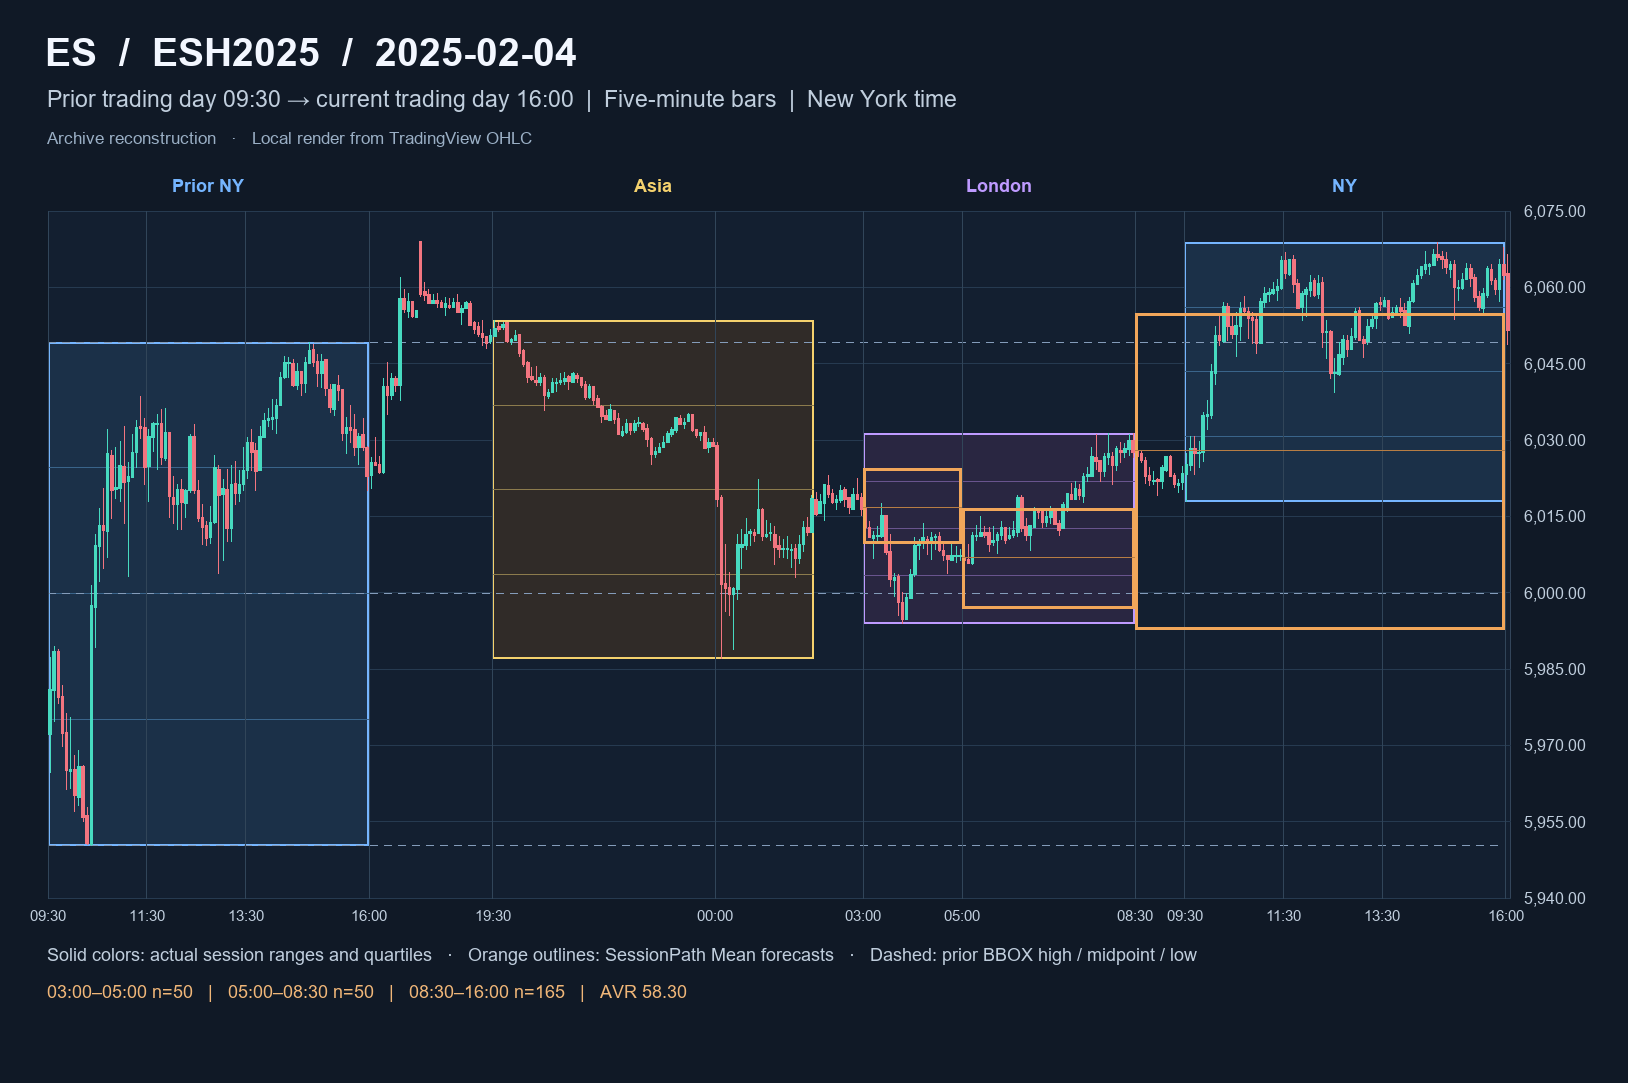 ES / ESH2025 / 2025-02-04
Prior trading day 09:30 → current trading day 16:00 | Five-minute bars | New York time
Archive reconstruction · Local render from TradingView OHLC
Prior NY Asia London NY
6,075.00
6,060.00
6,045.00
6,030.00
6,015.00
6,000.00
5,985.00
5,970.00
5,955.00
5,940.00
09:30 11:30 13:30 16:00 19:30 00:00 03:00 05:00 08:30 09:30 11:30 13:30 16:00
Solid colors: actual session ranges and quartiles · Orange outlines: SessionPath Mean forecasts · Dashed: prior BBOX high / midpoint / low
03:00–05:00 n=50 | 05:00–08:30 n=50 | 08:30–16:00 n=165 | AVR 58.30